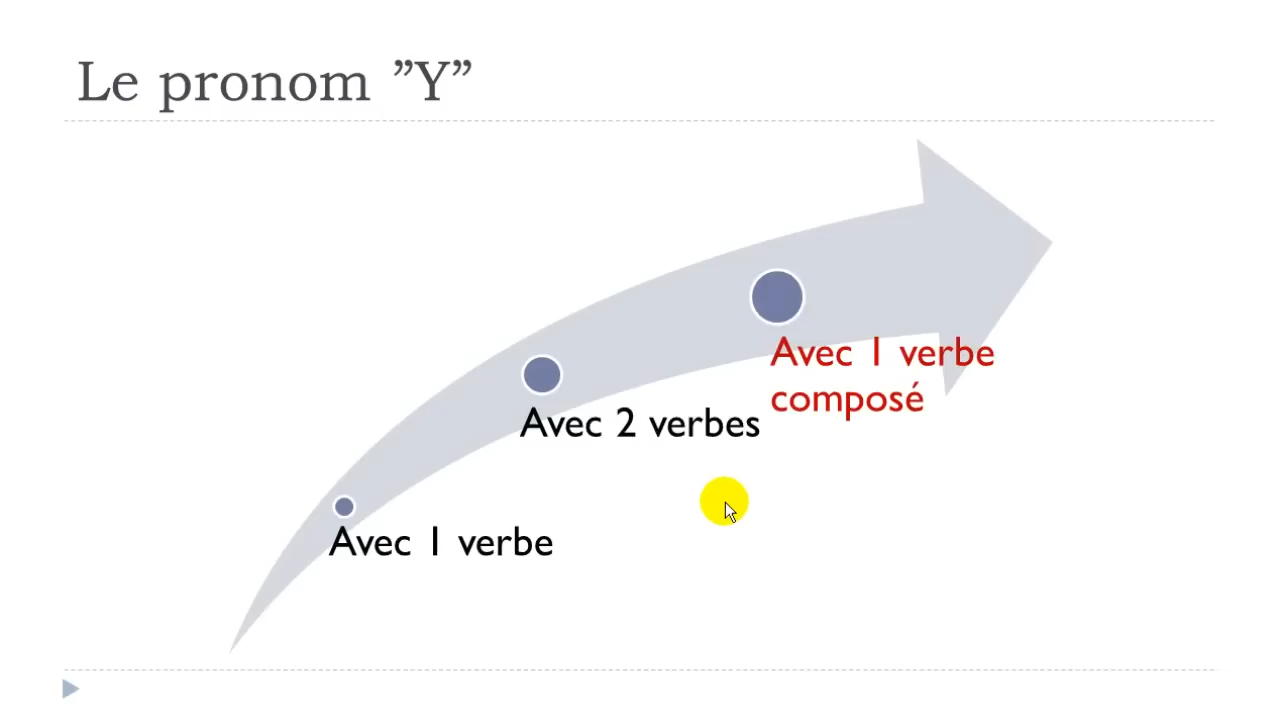 Le pronom ”Y”
Avec 1 verbe
composé
Avec 2 verbes
Avec 1 verbe